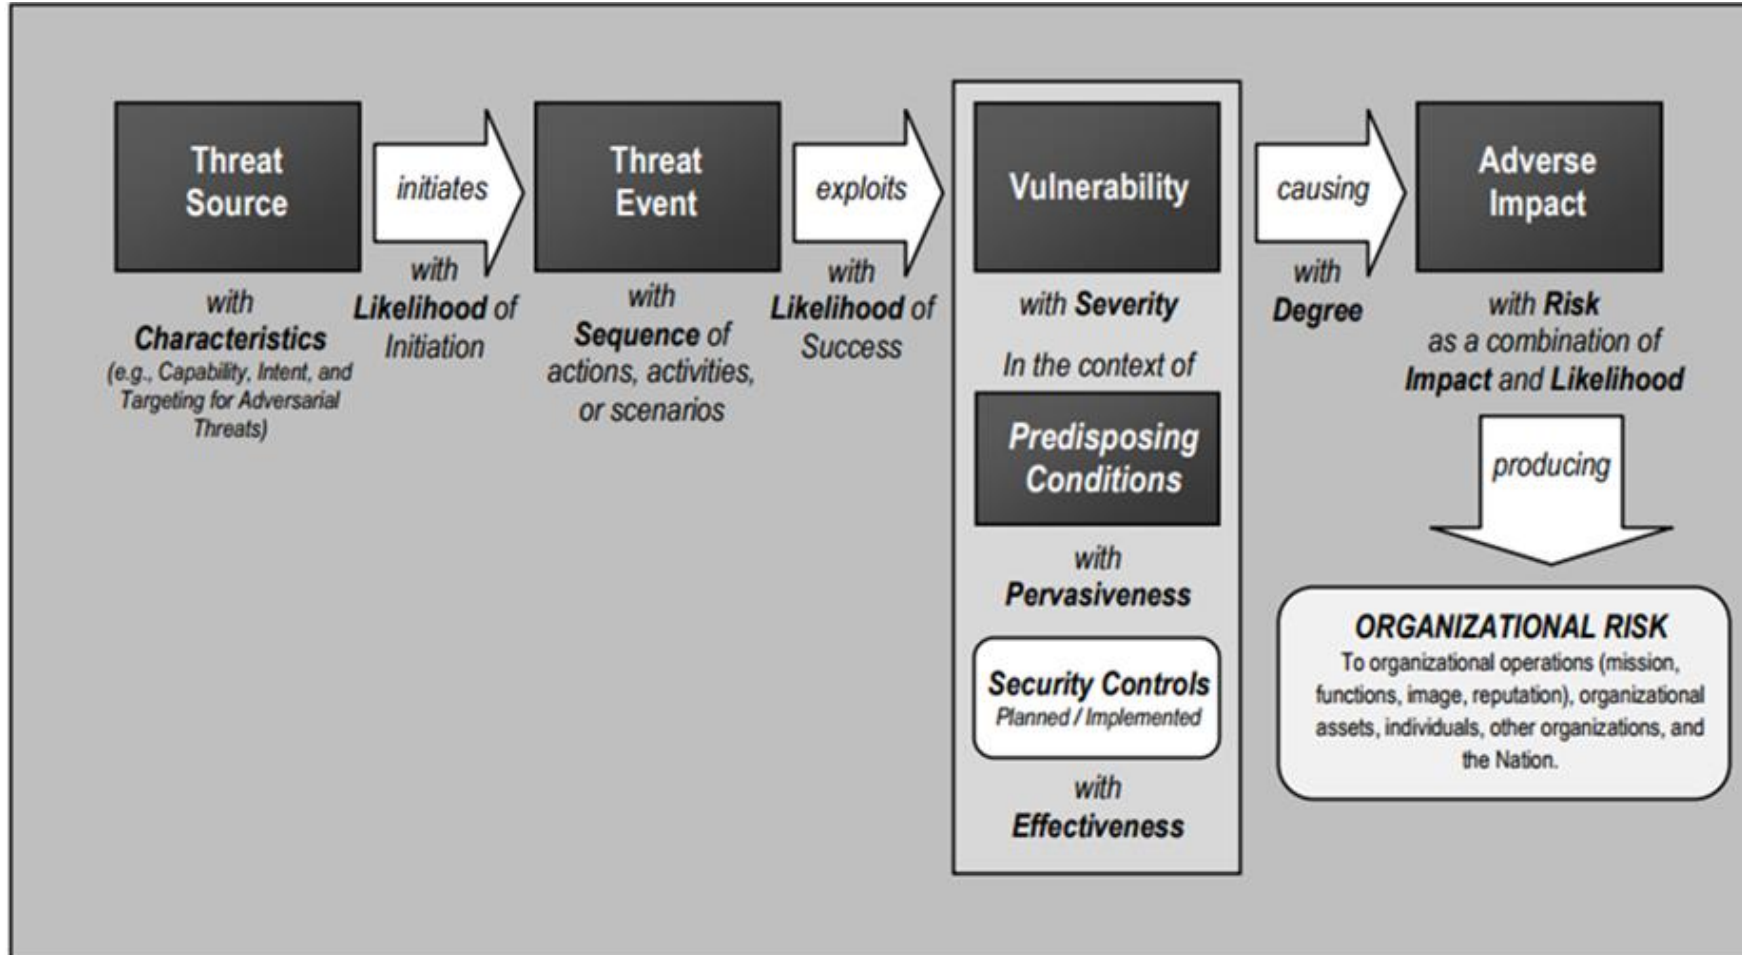 Threat
Source
with
Characteristics
(e.g., Capability, Intent, and
Targeting for Adversarial
Threats)
initiates
with
Likelihood of
Initiation
Threat
Event
with
Sequence of
actions, activities,
or scenarios
exploits
with
Likelihood of
Success
Vulnerability
with Severity
In the context of
Predisposing
Conditions
with
Pervasiveness
Security Controls
Planned / Implemented
with
Effectiveness
causing
with
Degree
Adverse
Impact
with Risk
as a combination of
Impact and Likelihood
producing
ORGANIZATIONAL RISK
To organizational operations (mission,
functions, image, reputation), organizational
assets, individuals, other organizations, and
the Nation.